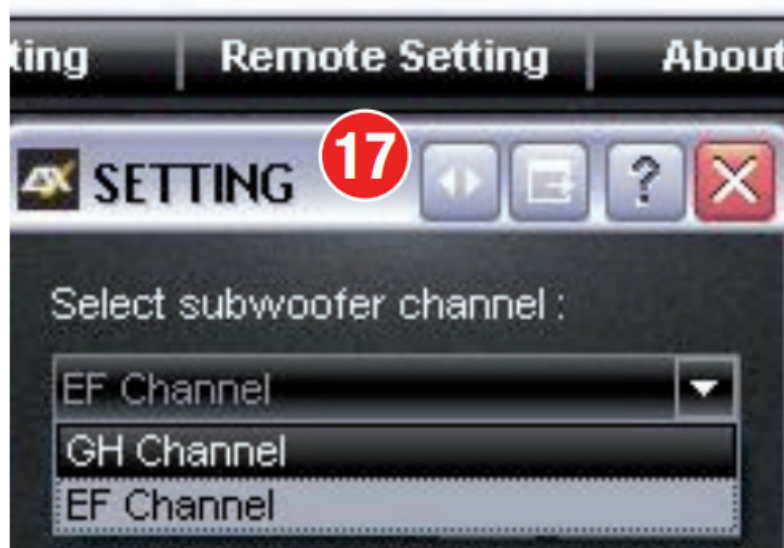 ting | Remote Setting | About
SETTING 17 ?
Select subwoofer channel :
EF Channel
GH Channel
EF Channel